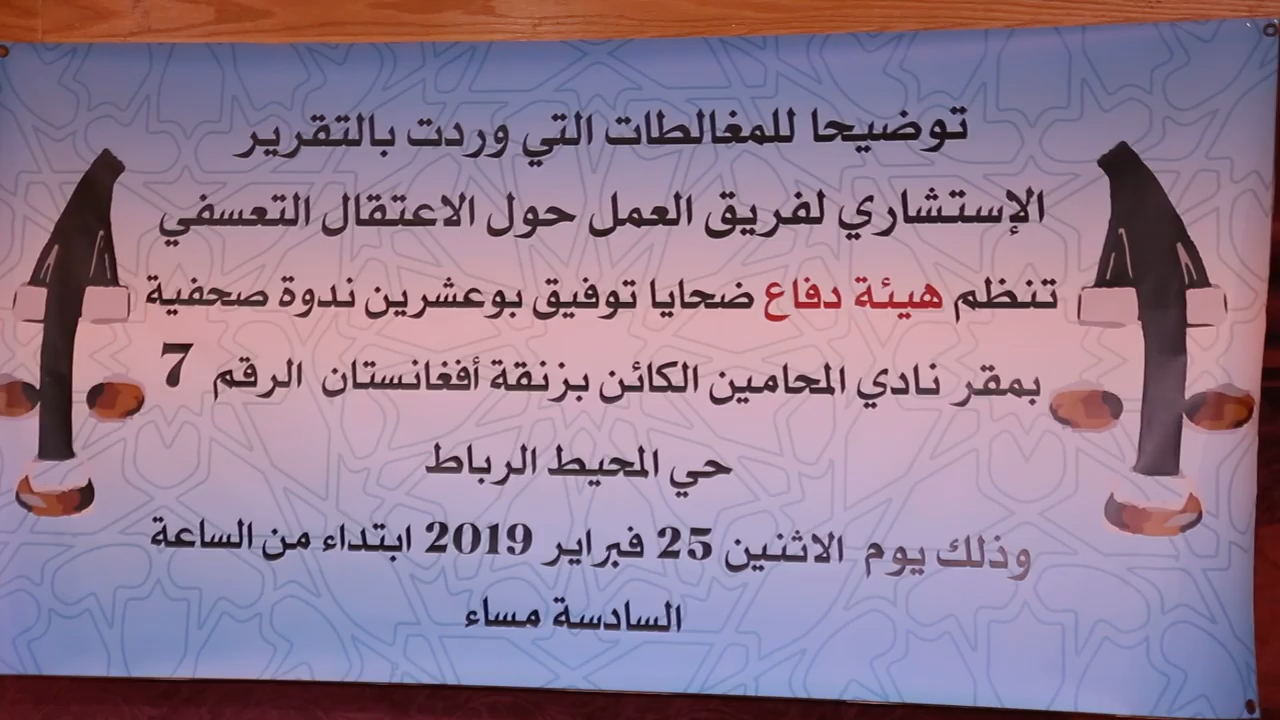 توضيحا للمغالطات التي وردت بالتقرير
الإستشاري لفريق العمل حول الاعتقال التعسفي
تنظم هيئة دفاع ضحايا توفيق بوعشرين ندوة صحفية
بمقر نادي المحامين الكائن بزنقة أفغانستان الرقم 7
حي المحيط الرباط
وذلك يوم الاثنين 25 فبراير 2019 ابتداء من الساعة
السادسة مساء